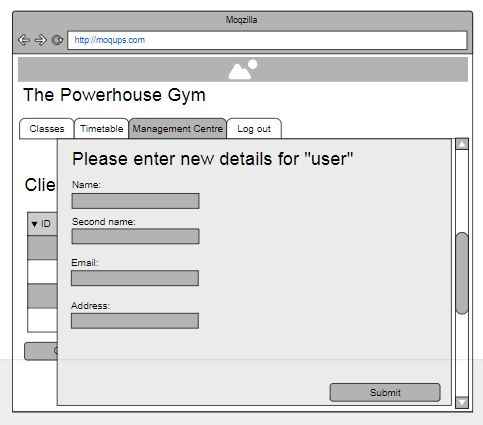 Moqzilla
http://moqups.com
The Powerhouse Gym
Classes Timetable Management Centre Log out
Please enter new details for "user"
Name:
Clie
Second name:
▼ ID
Email:
Address:
Submit